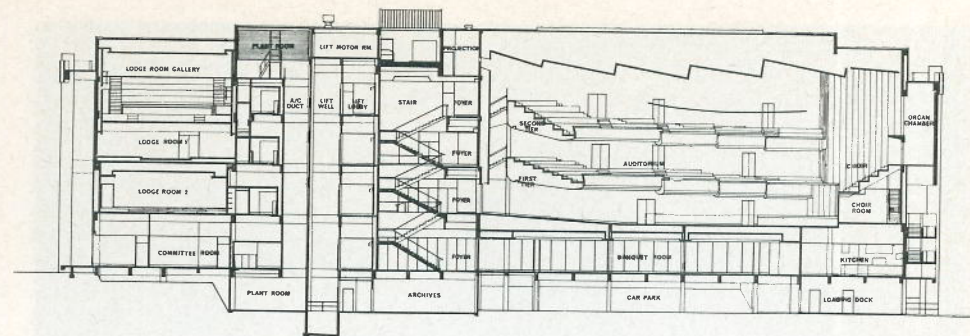 PLANT ROOM
LIFT MOTOR RM.
PROJECTION
LODGE ROOM GALLERY
A/C DUCT
LIFT WELL
LIFT LOBBY
STAIR
FOYER
SECOND TIER
ORGAN CHAMBER
LODGE ROOM 1
FOYER
AUDITORIUM
CHOIR
FIRST TIER
LODGE ROOM 2
FOYER
CHOIR ROOM
COMMITTEE ROOM
FOYER
BANQUET ROOM
KITCHEN
PLANT ROOM
ARCHIVES
CAR PARK
LOADING DOCK